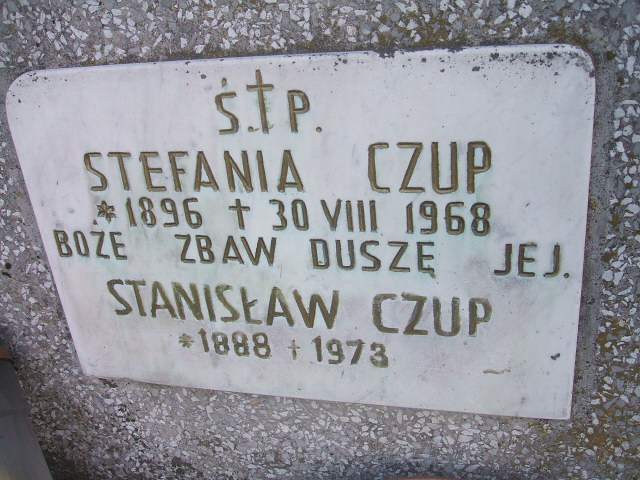 Ś.†P.
STEFANIA CZUP
*1896 † 30 VIII 1968
BOŻE ZBAW DUSZĘ JEJ.
STANISŁAW CZUP
*1888 † 1973